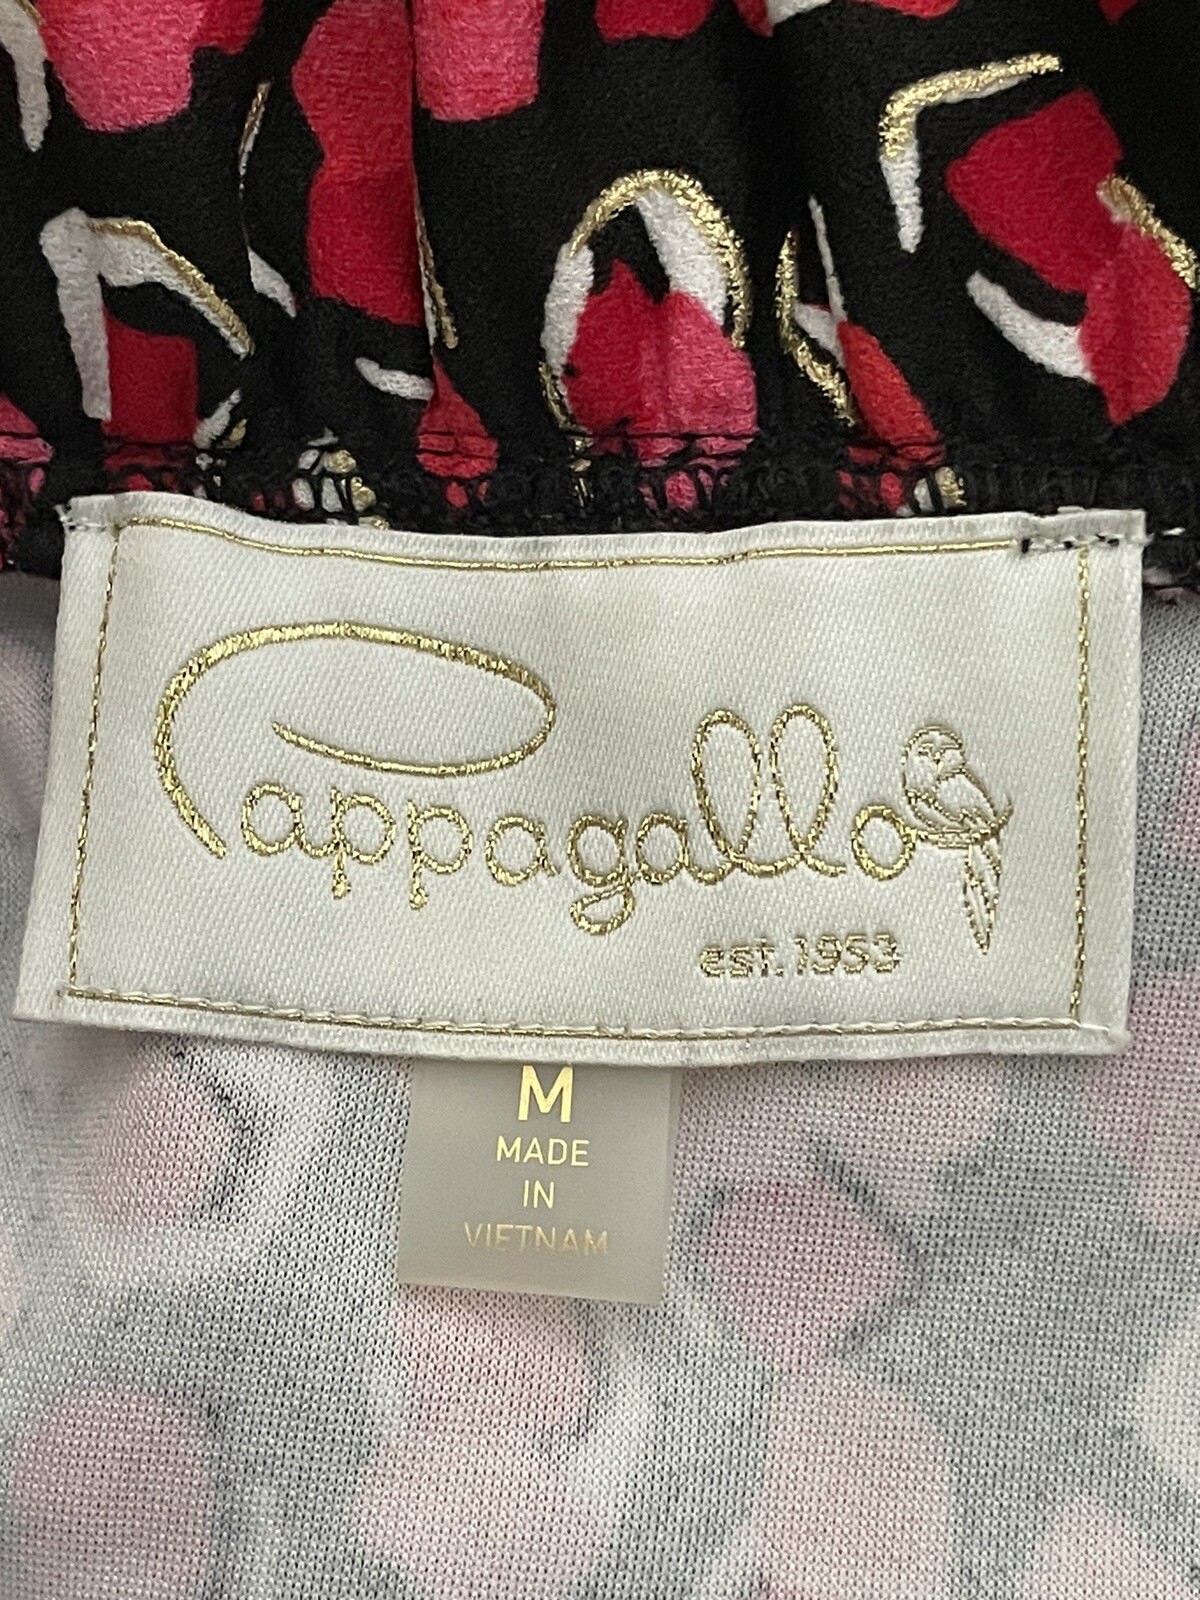 Pappagallo
est. 1953
M
MADE
IN
VIETNAM